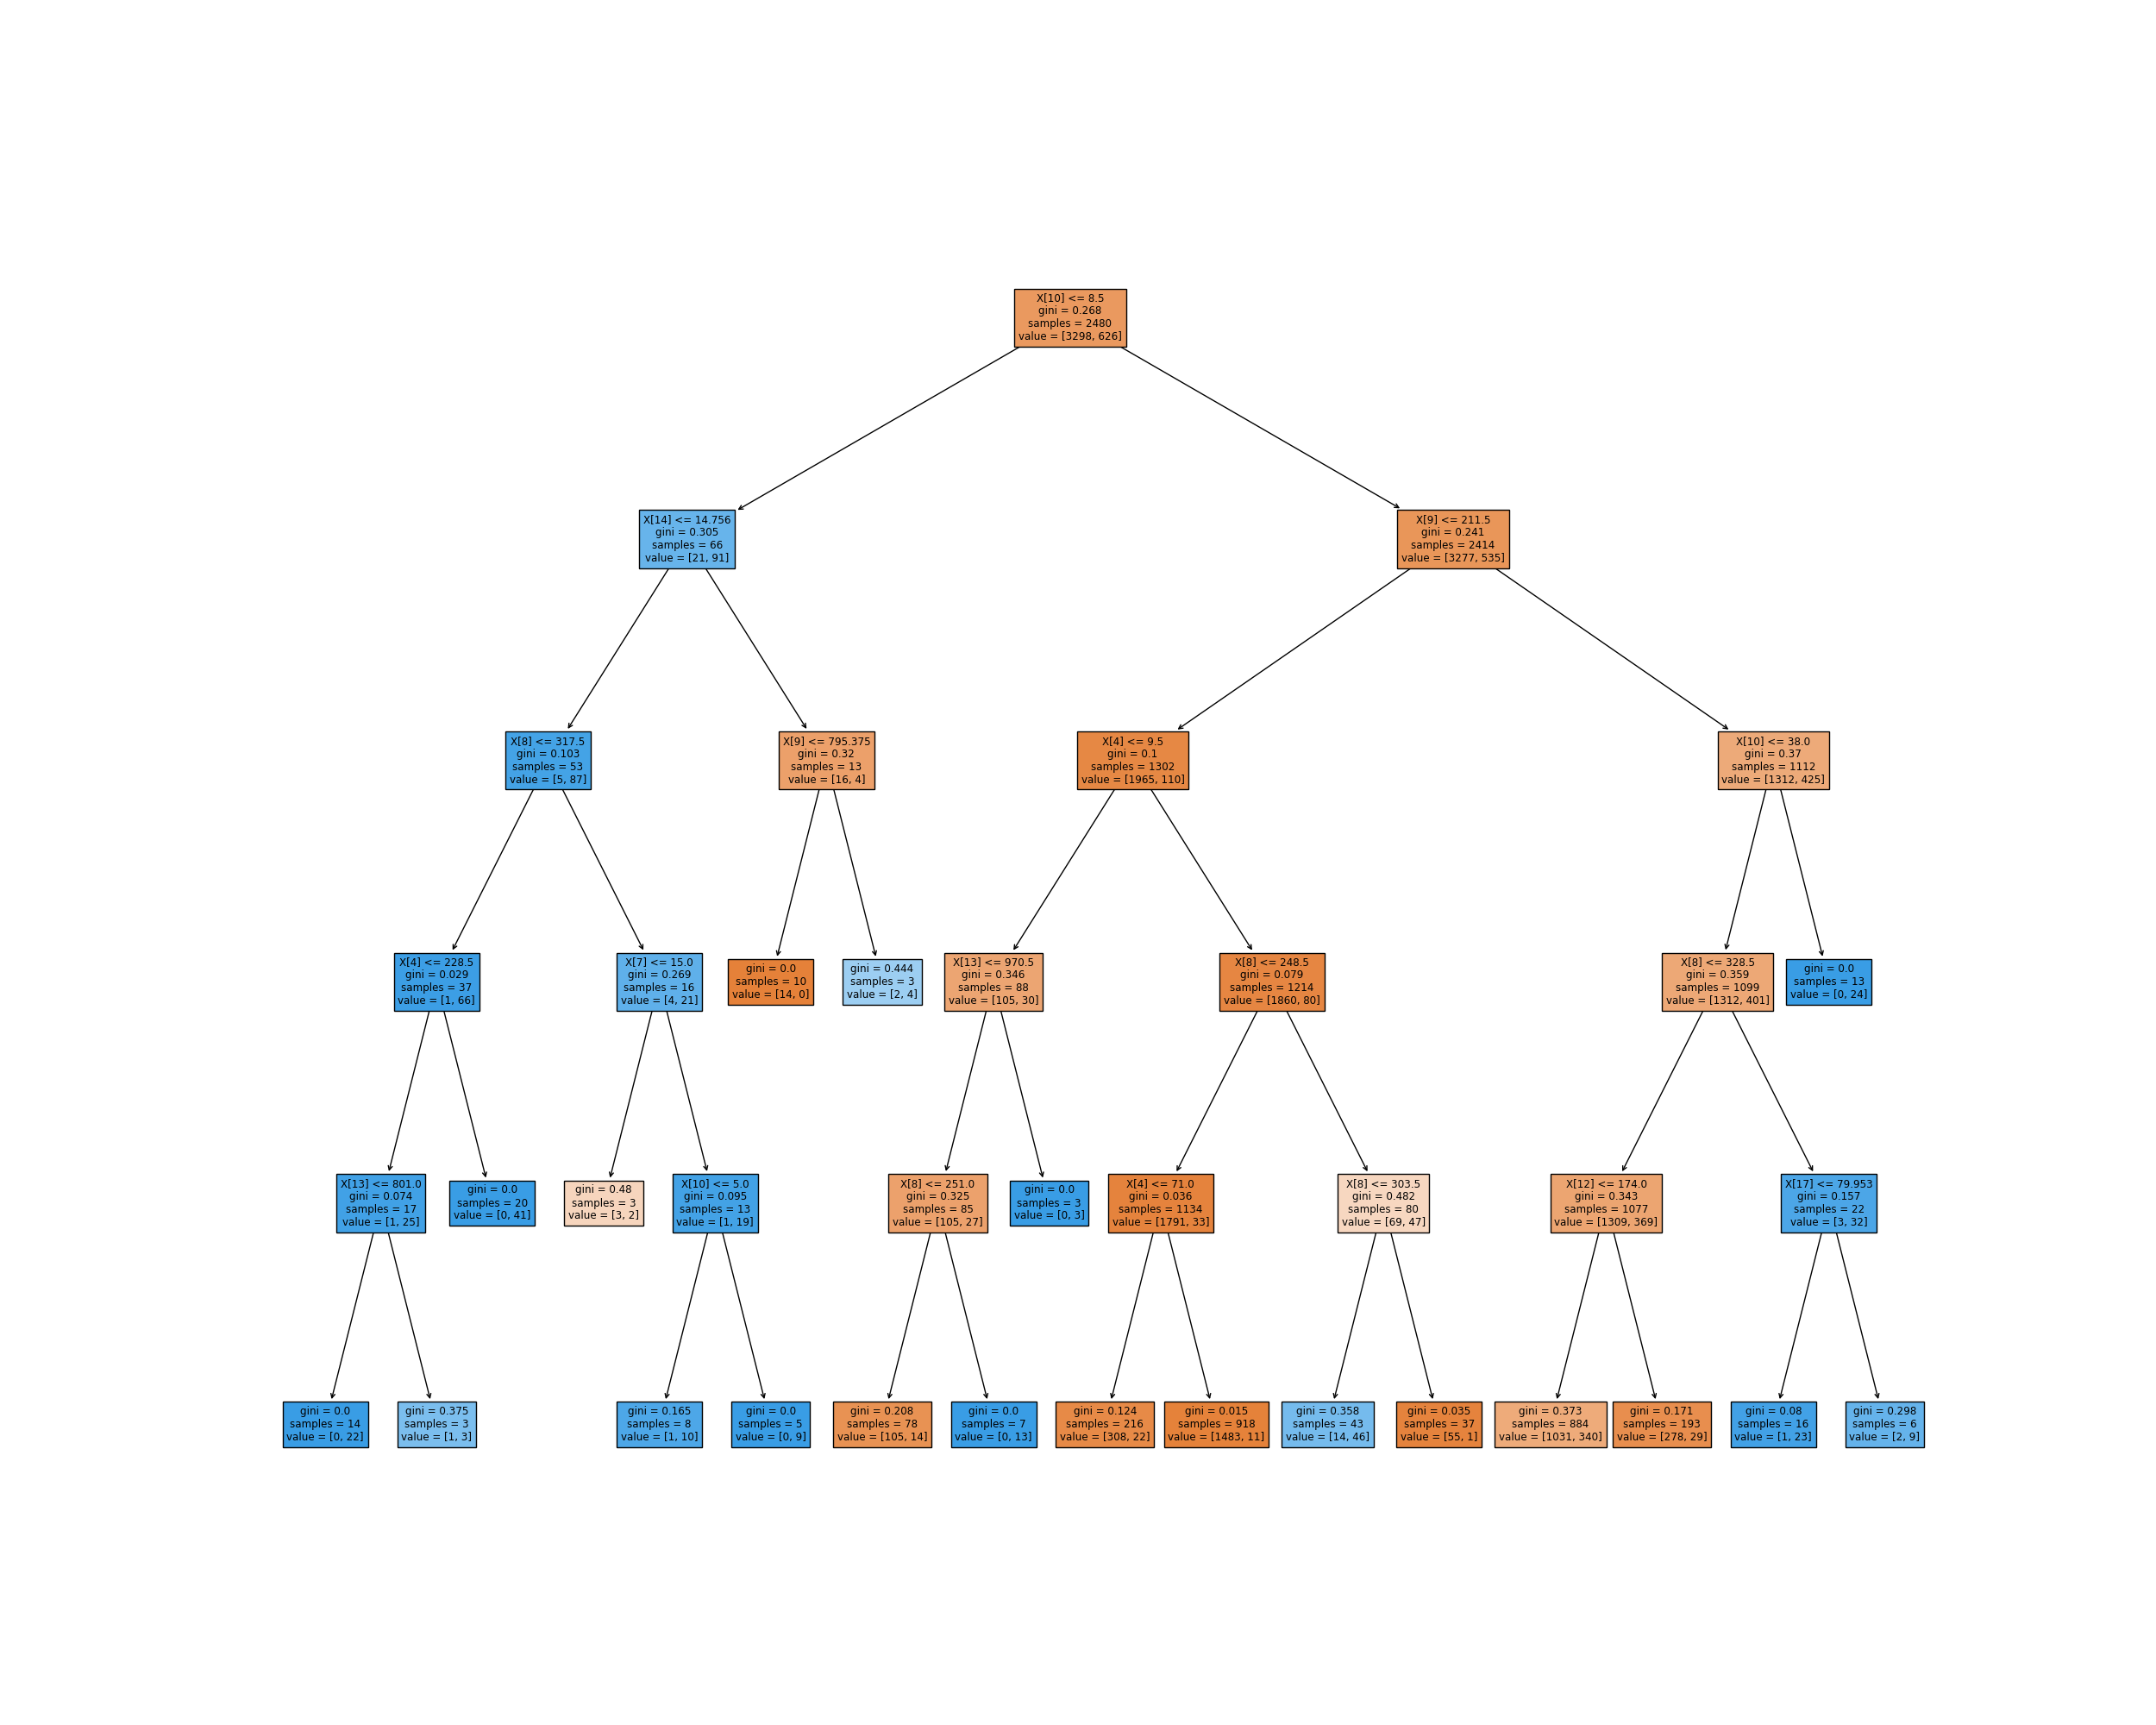 X[10] <= 8.5
gini = 0.268
samples = 2480
value = [3298, 626]
X[14] <= 14.756
gini = 0.305
samples = 66
value = [21, 91]
X[9] <= 211.5
gini = 0.241
samples = 2414
value = [3277, 535]
X[8] <= 317.5
gini = 0.103
samples = 53
value = [5, 87]
X[9] <= 795.375
gini = 0.32
samples = 13
value = [16, 4]
X[4] <= 9.5
gini = 0.1
samples = 1302
value = [1965, 110]
X[10] <= 38.0
gini = 0.37
samples = 1112
value = [1312, 425]
X[4] <= 228.5
gini = 0.029
samples = 37
value = [1, 66]
X[7] <= 15.0
gini = 0.269
samples = 16
value = [4, 21]
gini = 0.0
samples = 10
value = [14, 0]
gini = 0.444
samples = 3
value = [2, 4]
X[13] <= 970.5
gini = 0.346
samples = 88
value = [105, 30]
X[8] <= 248.5
gini = 0.079
samples = 1214
value = [1860, 80]
X[8] <= 328.5
gini = 0.359
samples = 1099
value = [1312, 401]
gini = 0.0
samples = 13
value = [0, 24]
X[13] <= 801.0
gini = 0.074
samples = 17
value = [1, 25]
gini = 0.0
samples = 20
value = [0, 41]
gini = 0.48
samples = 3
value = [3, 2]
X[10] <= 5.0
gini = 0.095
samples = 13
value = [1, 19]
X[8] <= 251.0
gini = 0.325
samples = 85
value = [105, 27]
gini = 0.0
samples = 3
value = [0, 3]
X[4] <= 71.0
gini = 0.036
samples = 1134
value = [1791, 33]
X[8] <= 303.5
gini = 0.482
samples = 80
value = [69, 47]
X[12] <= 174.0
gini = 0.343
samples = 1077
value = [1309, 369]
X[17] <= 79.953
gini = 0.157
samples = 22
value = [3, 32]
gini = 0.0
samples = 14
value = [0, 22]
gini = 0.375
samples = 3
value = [1, 3]
gini = 0.165
samples = 8
value = [1, 10]
gini = 0.0
samples = 5
value = [0, 9]
gini = 0.208
samples = 78
value = [105, 14]
gini = 0.0
samples = 7
value = [0, 13]
gini = 0.124
samples = 216
value = [308, 22]
gini = 0.015
samples = 918
value = [1483, 11]
gini = 0.358
samples = 43
value = [14, 46]
gini = 0.035
samples = 37
value = [55, 1]
gini = 0.373
samples = 884
value = [1031, 340]
gini = 0.171
samples = 193
value = [278, 29]
gini = 0.08
samples = 16
value = [1, 23]
gini = 0.298
samples = 6
value = [2, 9]